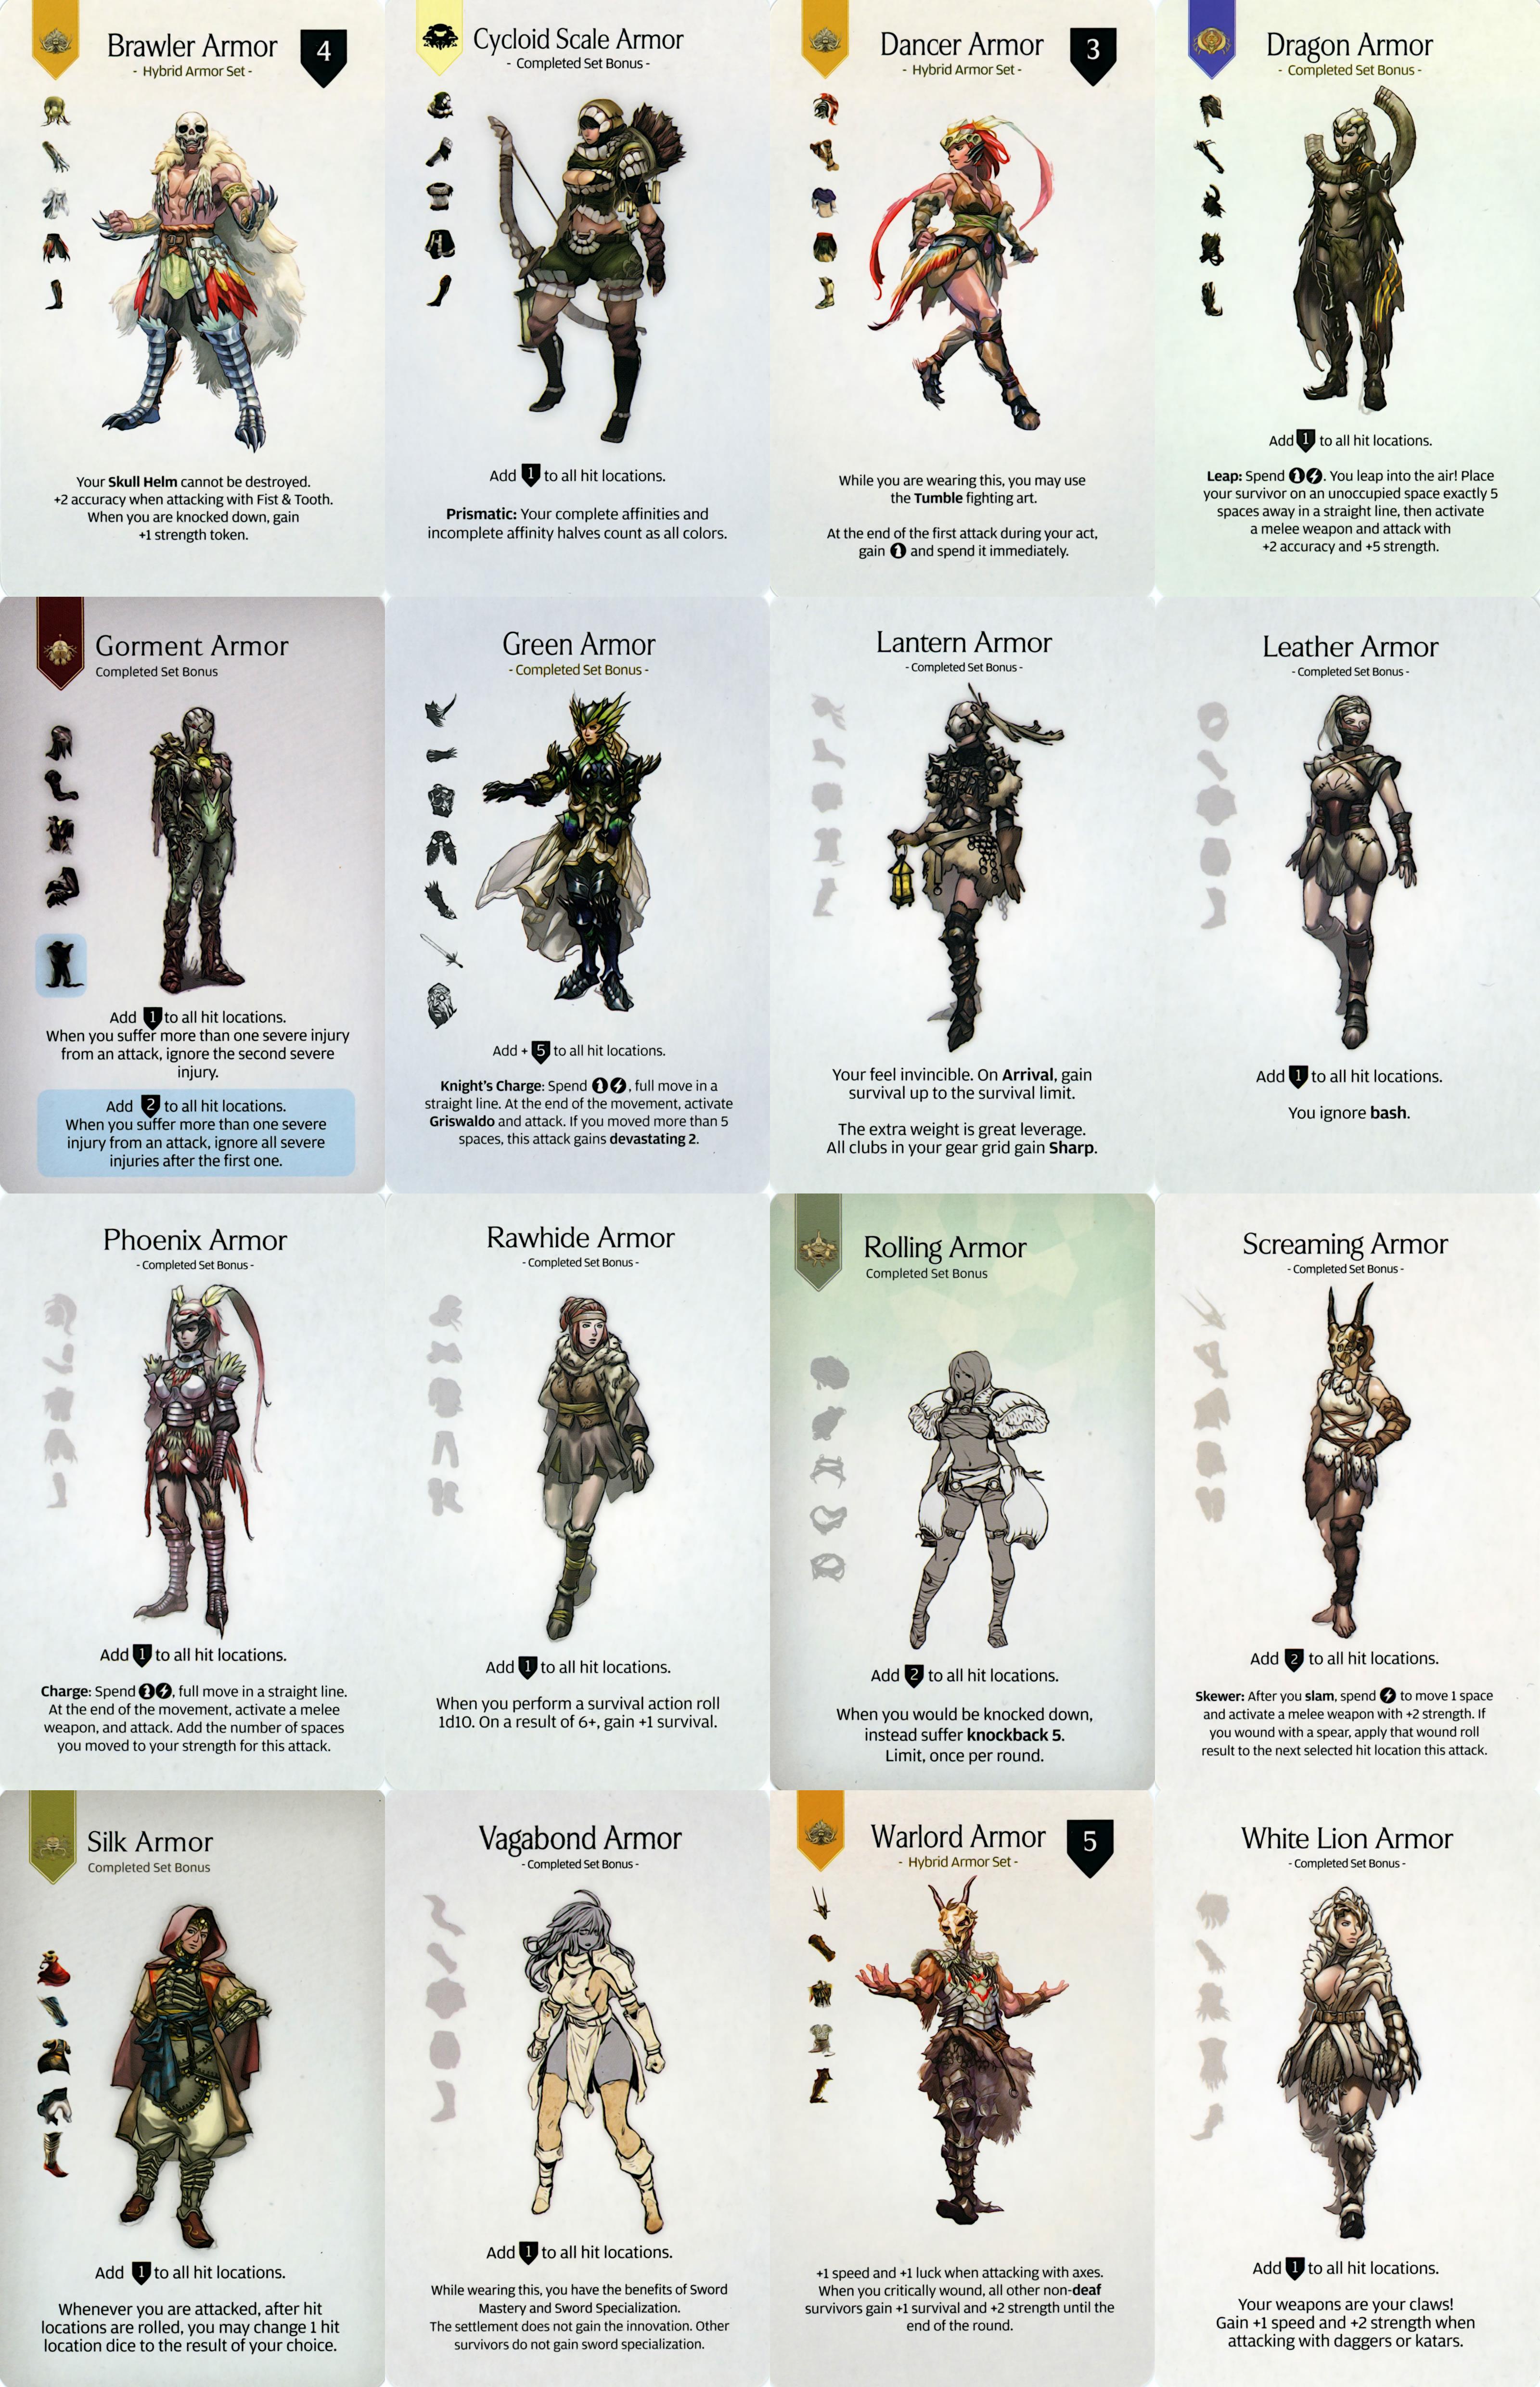 Brawler Armor
- Hybrid Armor Set -
4
Your Skull Helm cannot be destroyed.
+2 accuracy when attacking with Fist & Tooth.
When you are knocked down, gain
+1 strength token.
Cycloid Scale Armor
- Completed Set Bonus -
Add 1 to all hit locations.
Prismatic: Your complete affinities and
incomplete affinity halves count as all colors.
Dancer Armor
- Hybrid Armor Set -
3
While you are wearing this, you may use
the Tumble fighting art.
At the end of the first attack during your act,
gain and spend it immediately.
Dragon Armor
- Completed Set Bonus -
Add 1 to all hit locations.
Leap: Spend . You leap into the air! Place
your survivor on an unoccupied space exactly 5
spaces away in a straight line, then activate
a melee weapon and attack with
+2 accuracy and +5 strength.
Gorment Armor
Completed Set Bonus
Add 1 to all hit locations.
When you suffer more than one severe injury
from an attack, ignore the second severe
injury.
Add 2 to all hit locations.
When you suffer more than one severe
injury from an attack, ignore all severe
injuries after the first one.
Green Armor
- Completed Set Bonus -
Add + 5 to all hit locations.
Knight's Charge: Spend , full move in a
straight line. At the end of the movement, activate
Griswaldo and attack. If you moved more than 5
spaces, this attack gains devastating 2.
Lantern Armor
- Completed Set Bonus -
Your feel invincible. On Arrival, gain
survival up to the survival limit.
The extra weight is great leverage.
All clubs in your gear grid gain Sharp.
Leather Armor
- Completed Set Bonus -
Add 1 to all hit locations.
You ignore bash.
Phoenix Armor
- Completed Set Bonus -
Add 1 to all hit locations.
Charge: Spend , full move in a straight line.
At the end of the movement, activate a melee
weapon, and attack. Add the number of spaces
you moved to your strength for this attack.
Rawhide Armor
- Completed Set Bonus -
Add 1 to all hit locations.
When you perform a survival action roll
1d10. On a result of 6+, gain +1 survival.
Rolling Armor
Completed Set Bonus
Add 2 to all hit locations.
When you would be knocked down,
instead suffer knockback 5.
Limit, once per round.
Screaming Armor
- Completed Set Bonus -
Add 2 to all hit locations.
Skewer: After you slam, spend to move 1 space
and activate a melee weapon with +2 strength. If
you wound with a spear, apply that wound roll
result to the next selected hit location this attack.
Silk Armor
Completed Set Bonus
Add 1 to all hit locations.
Whenever you are attacked, after hit
locations are rolled, you may change 1 hit
location dice to the result of your choice.
Vagabond Armor
- Completed Set Bonus -
Add 1 to all hit locations.
While wearing this, you have the benefits of Sword
Mastery and Sword Specialization.
The settlement does not gain the innovation. Other
survivors do not gain sword specialization.
Warlord Armor
- Hybrid Armor Set -
5
+1 speed and +1 luck when attacking with axes.
When you critically wound, all other non-deaf
survivors gain +1 survival and +2 strength until the
end of the round.
White Lion Armor
- Completed Set Bonus -
Add 1 to all hit locations.
Your weapons are your claws!
Gain +1 speed and +2 strength when
attacking with daggers or katars.